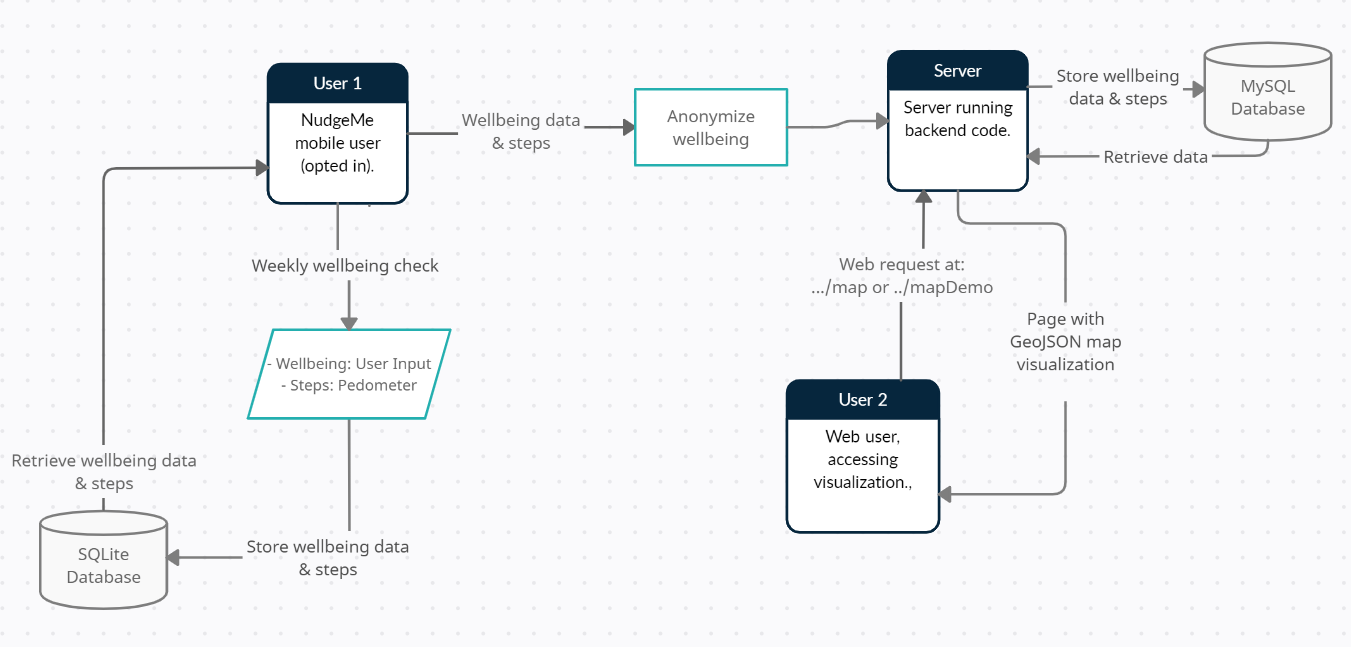 User 1
NudgeMe
mobile user
(opted in).
Wellbeing data
& steps
Anonymize
wellbeing
Server
Server running
backend code.
Store wellbeing
data & steps
MySQL
Database
Retrieve data
Weekly wellbeing check
- Wellbeing: User Input
- Steps: Pedometer
Web request at:
.../map or ../mapDemo
Page with
GeoJSON map
visualization
User 2
Web user,
accessing
visualization.,
Retrieve wellbeing data
& steps
SQLite
Database
Store wellbeing data
& steps